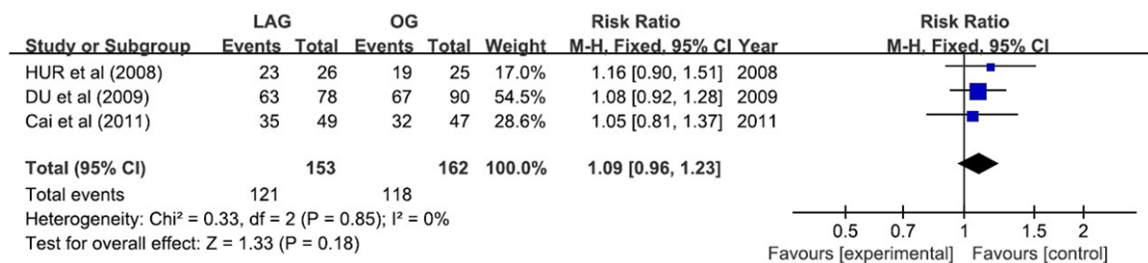 LAG OG Risk Ratio Risk Ratio
Study or Subgroup Events Total Events Total Weight M-H. Fixed. 95% CI Year M-H. Fixed. 95% CI
HUR et al (2008) 23 26 19 25 17.0% 1.16 [0.90, 1.51] 2008
DU et al (2009) 63 78 67 90 54.5% 1.08 [0.92, 1.28] 2009
Cai et al (2011) 35 49 32 47 28.6% 1.05 [0.81, 1.37] 2011
Total (95% CI) 153 162 100.0% 1.09 [0.96, 1.23]
Total events 121 118
Heterogeneity: Chi² = 0.33, df = 2 (P = 0.85); I² = 0%
Test for overall effect: Z = 1.33 (P = 0.18)
0.5 0.7 1 1.5 2
Favours [experimental] Favours [control]